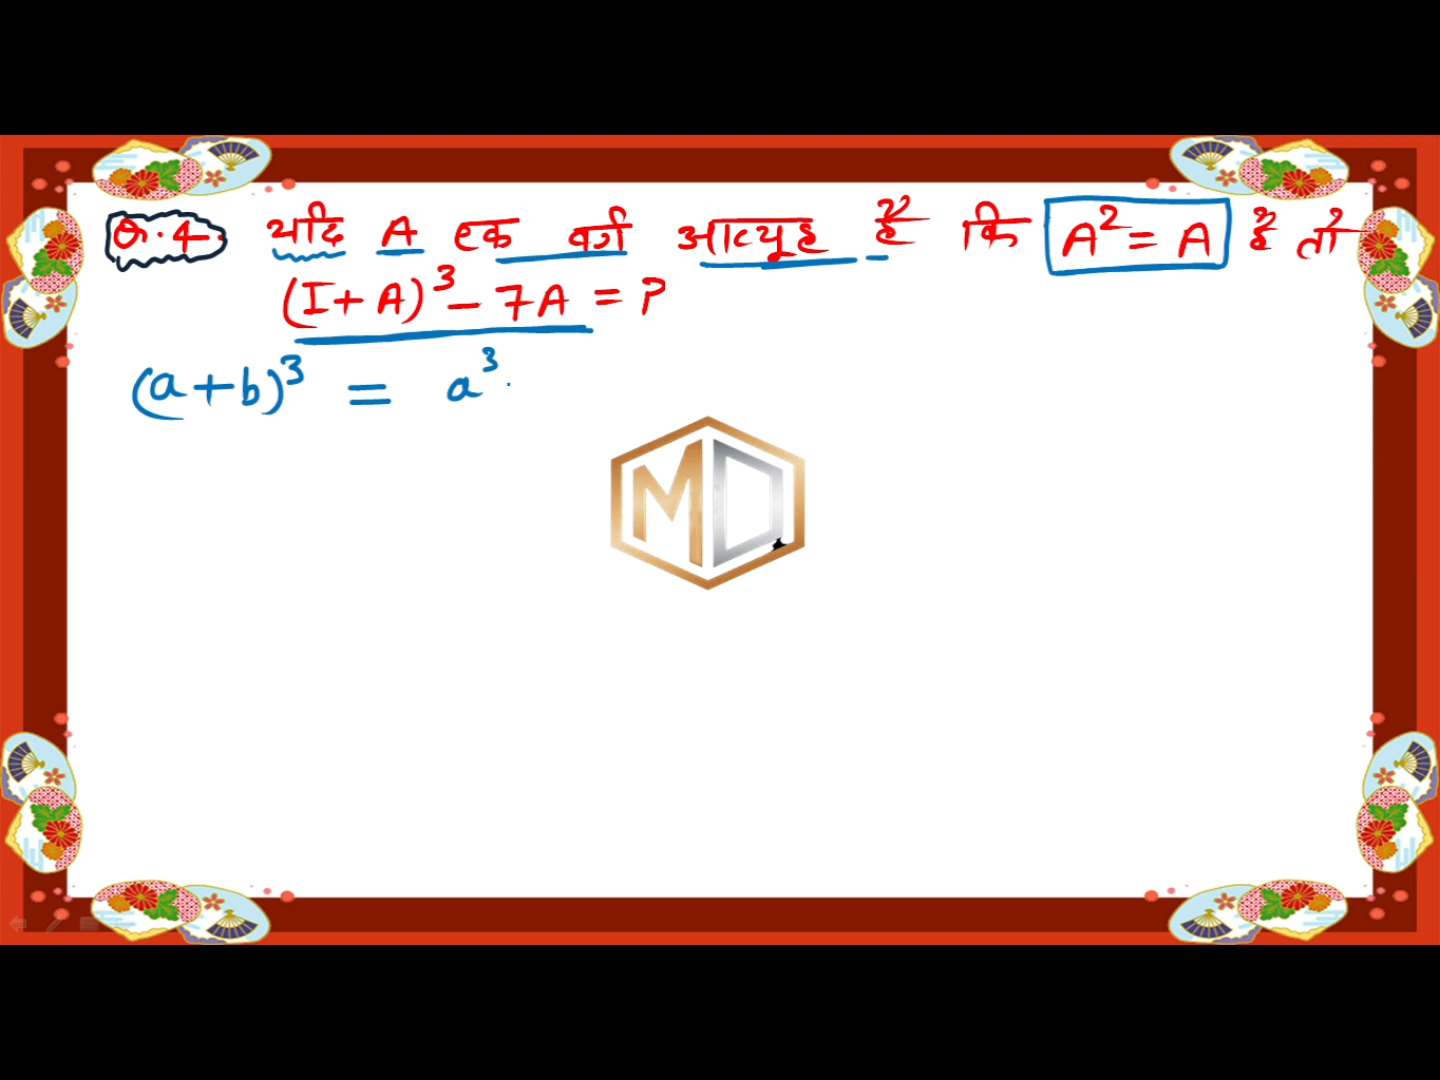 Q.4. यदि A एक वर्ग आव्यूह है कि A² = A है तो
(I+A)³ - 7A = ?
(a+b)³ = a³
MD